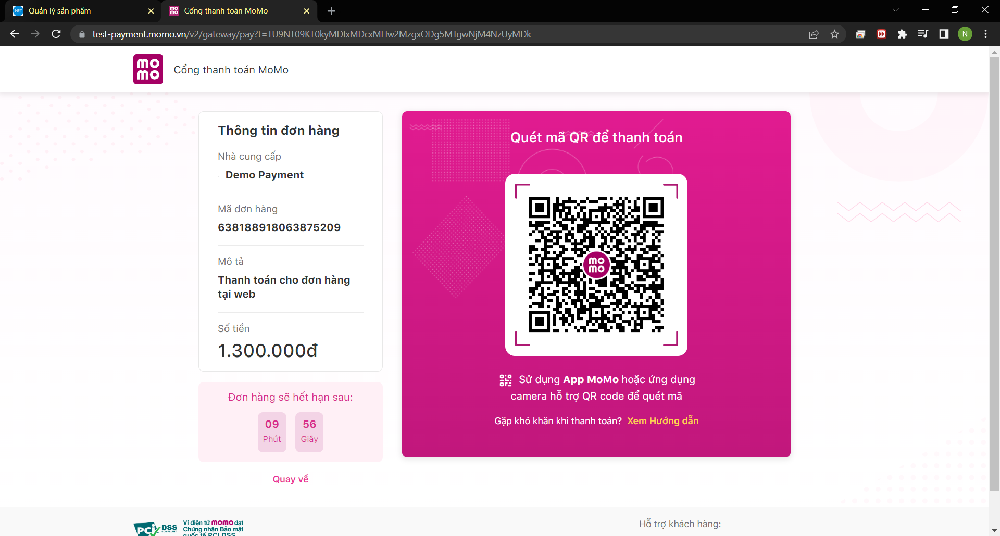 Quản lý sản phẩm
Cổng thanh toán MoMo
test-payment.momo.vn/v2/gateway/pay?t=TU9NT09KT0kyMDIxMDcxMHw2MzgxODg5MTgwNjM4NzUyMDk
N
momo
Cổng thanh toán MoMo
Thông tin đơn hàng
Nhà cung cấp
Demo Payment
Mã đơn hàng
638188918063875209
Mô tả
Thanh toán cho đơn hàng
tại web
Số tiền
1.300.000đ
Đơn hàng sẽ hết hạn sau:
09 56
Phút Giây
Quay về
Quét mã QR để thanh toán
momo
Sử dụng App MoMo hoặc ứng dụng
camera hỗ trợ QR code để quét mã
Gặp khó khăn khi thanh toán? Xem Hướng dẫn
PCI DSS
COMPLIANT
Ví điện tử momo đạt
Chứng nhận Bảo mật
quốc tế PCI DSS
Hỗ trợ khách hàng: